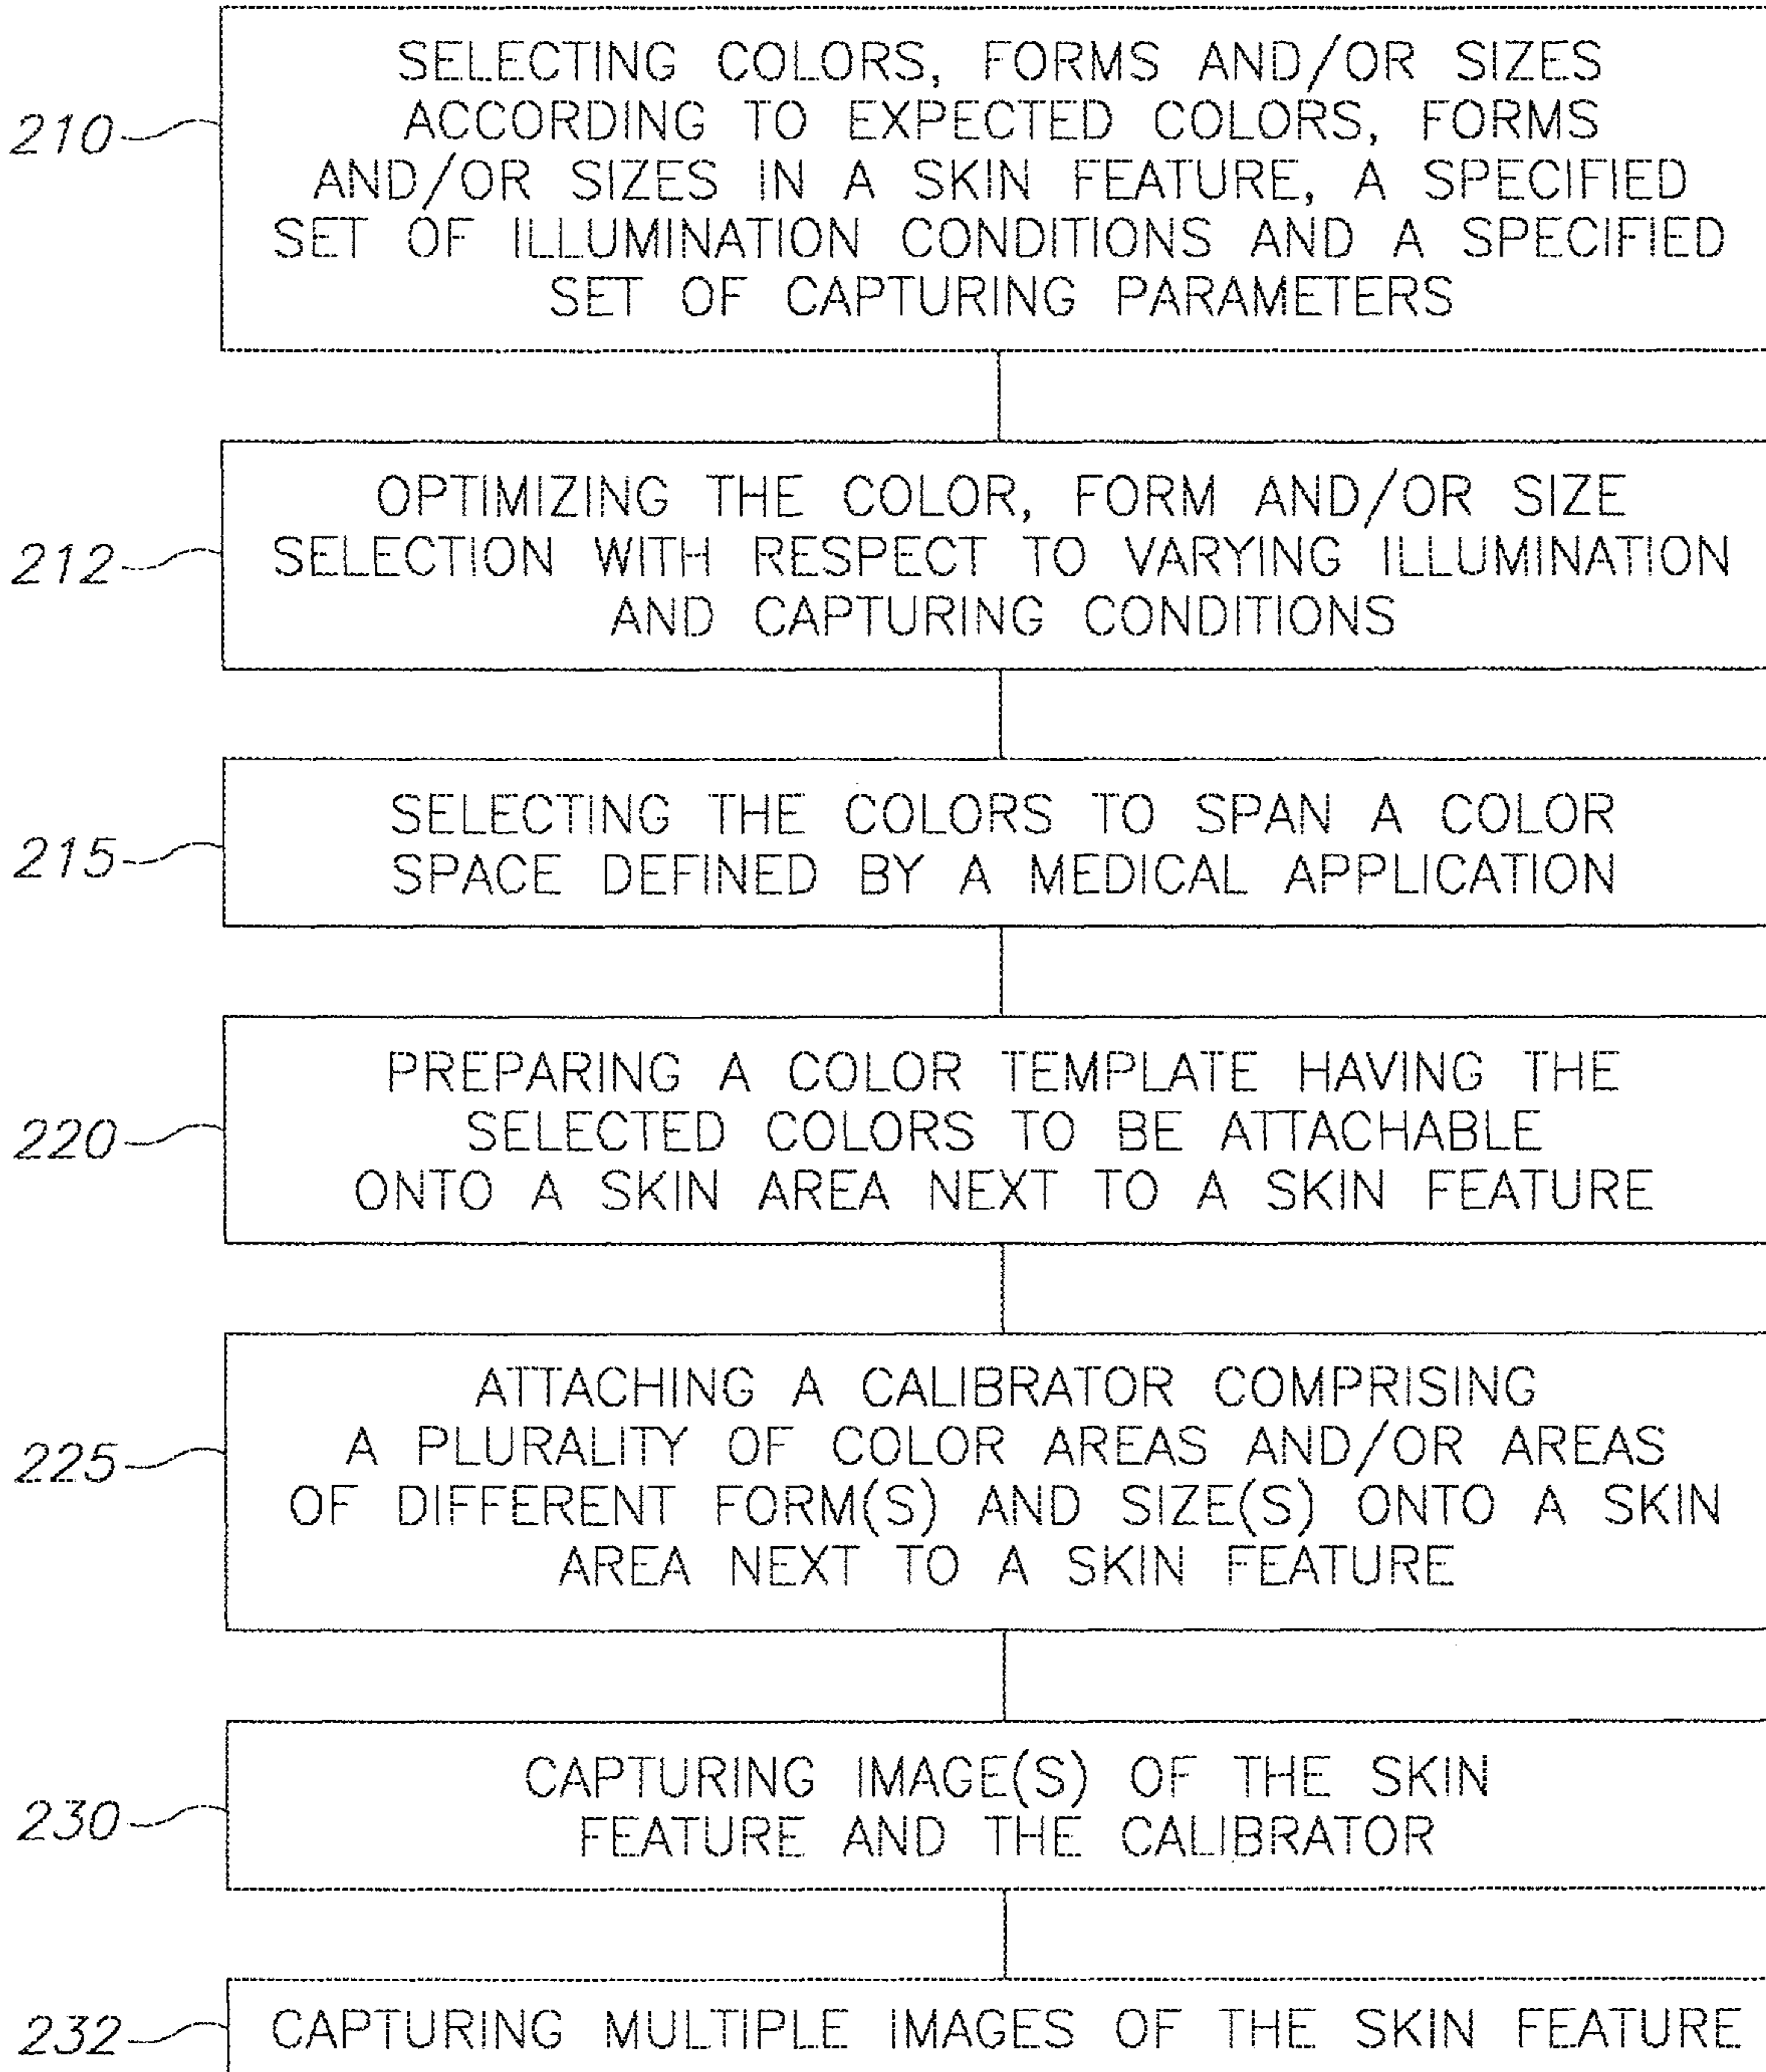 SELECTING COLORS, FORMS AND/OR SIZES
ACCORDING TO EXPECTED COLORS, FORMS
AND/OR SIZES IN A SKIN FEATURE, A SPECIFIED
SET OF ILLUMINATION CONDITIONS AND A SPECIFIED
SET OF CAPTURING PARAMETERS
210
OPTIMIZING THE COLOR, FORM AND/OR SIZE
SELECTION WITH RESPECT TO VARYING ILLUMINATION
AND CAPTURING CONDITIONS
212
SELECTING THE COLORS TO SPAN A COLOR
SPACE DEFINED BY A MEDICAL APPLICATION
215
PREPARING A COLOR TEMPLATE HAVING THE
SELECTED COLORS TO BE ATTACHABLE
ONTO A SKIN AREA NEXT TO A SKIN FEATURE
220
ATTACHING A CALIBRATOR COMPRISING
A PLURALITY OF COLOR AREAS AND/OR AREAS
OF DIFFERENT FORM(S) AND SIZE(S) ONTO A SKIN
AREA NEXT TO A SKIN FEATURE
225
CAPTURING IMAGE(S) OF THE SKIN
FEATURE AND THE CALIBRATOR
230
CAPTURING MULTIPLE IMAGES OF THE SKIN FEATURE
232